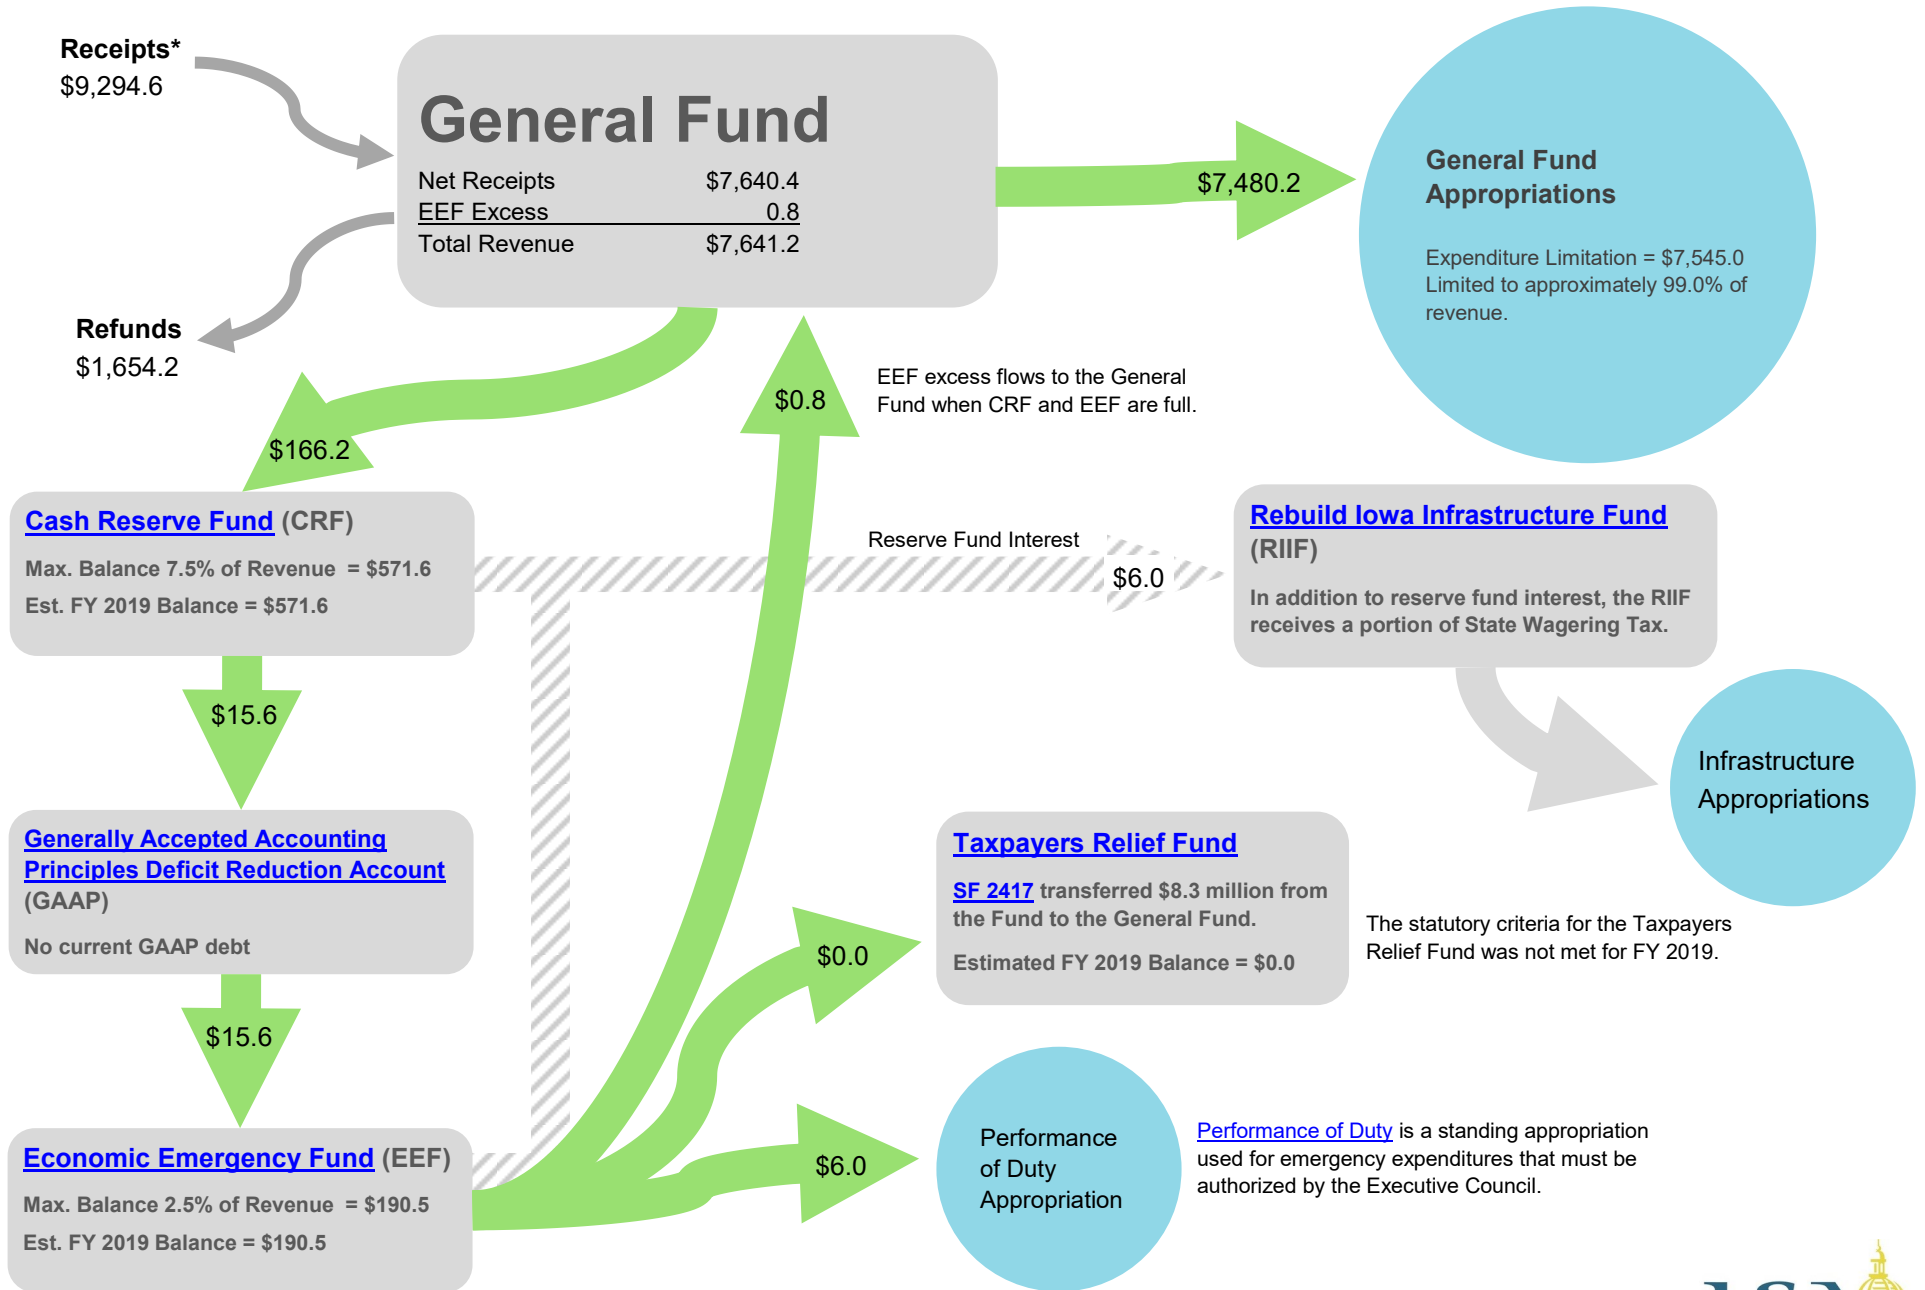 Receipts*
$9,294.6
General Fund
Net Receipts $7,640.4
EEF Excess 0.8
Total Revenue $7,641.2
$7,480.2
General Fund
Appropriations
Expenditure Limitation = $7,545.0
Limited to approximately 99.0% of
revenue.
Refunds
$1,654.2
$166.2
$0.8
EEF excess flows to the General
Fund when CRF and EEF are full.
Cash Reserve Fund (CRF)
Max. Balance 7.5% of Revenue = $571.6
Est. FY 2019 Balance = $571.6
Reserve Fund Interest
$6.0
Rebuild Iowa Infrastructure Fund
(RIIF)
In addition to reserve fund interest, the RIIF
receives a portion of State Wagering Tax.
$15.6
Infrastructure
Appropriations
Generally Accepted Accounting
Principles Deficit Reduction Account
(GAAP)
No current GAAP debt
$0.0
Taxpayers Relief Fund
SF 2417 transferred $8.3 million from
the Fund to the General Fund.
Estimated FY 2019 Balance = $0.0
The statutory criteria for the Taxpayers
Relief Fund was not met for FY 2019.
$15.6
Economic Emergency Fund (EEF)
Max. Balance 2.5% of Revenue = $190.5
Est. FY 2019 Balance = $190.5
$6.0
Performance
of Duty
Appropriation
Performance of Duty is a standing appropriation
used for emergency expenditures that must be
authorized by the Executive Council.